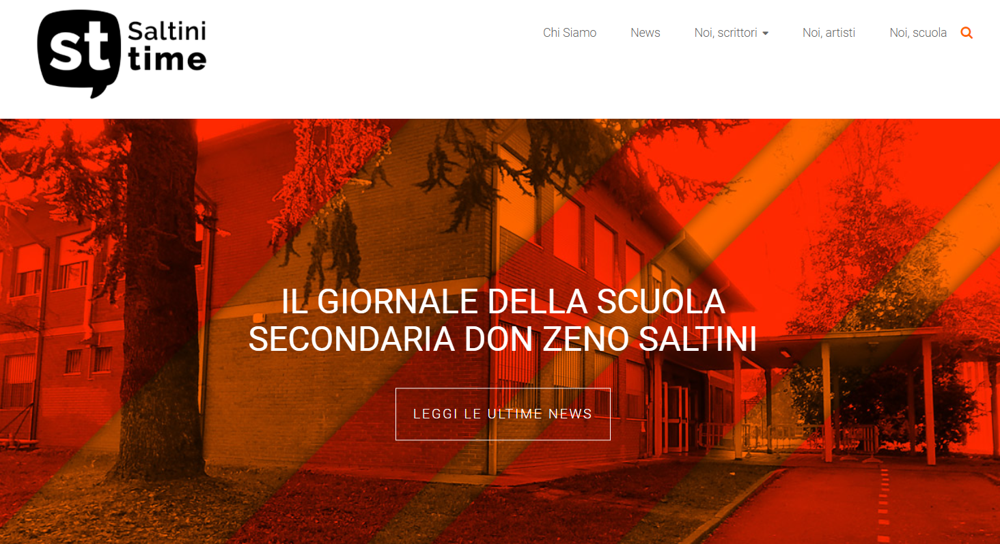 st Saltini
time
Chi Siamo News Noi, scrittori Noi, artisti Noi, scuola
IL GIORNALE DELLA SCUOLA
SECONDARIA DON ZENO SALTINI
LEGGI LE ULTIME NEWS